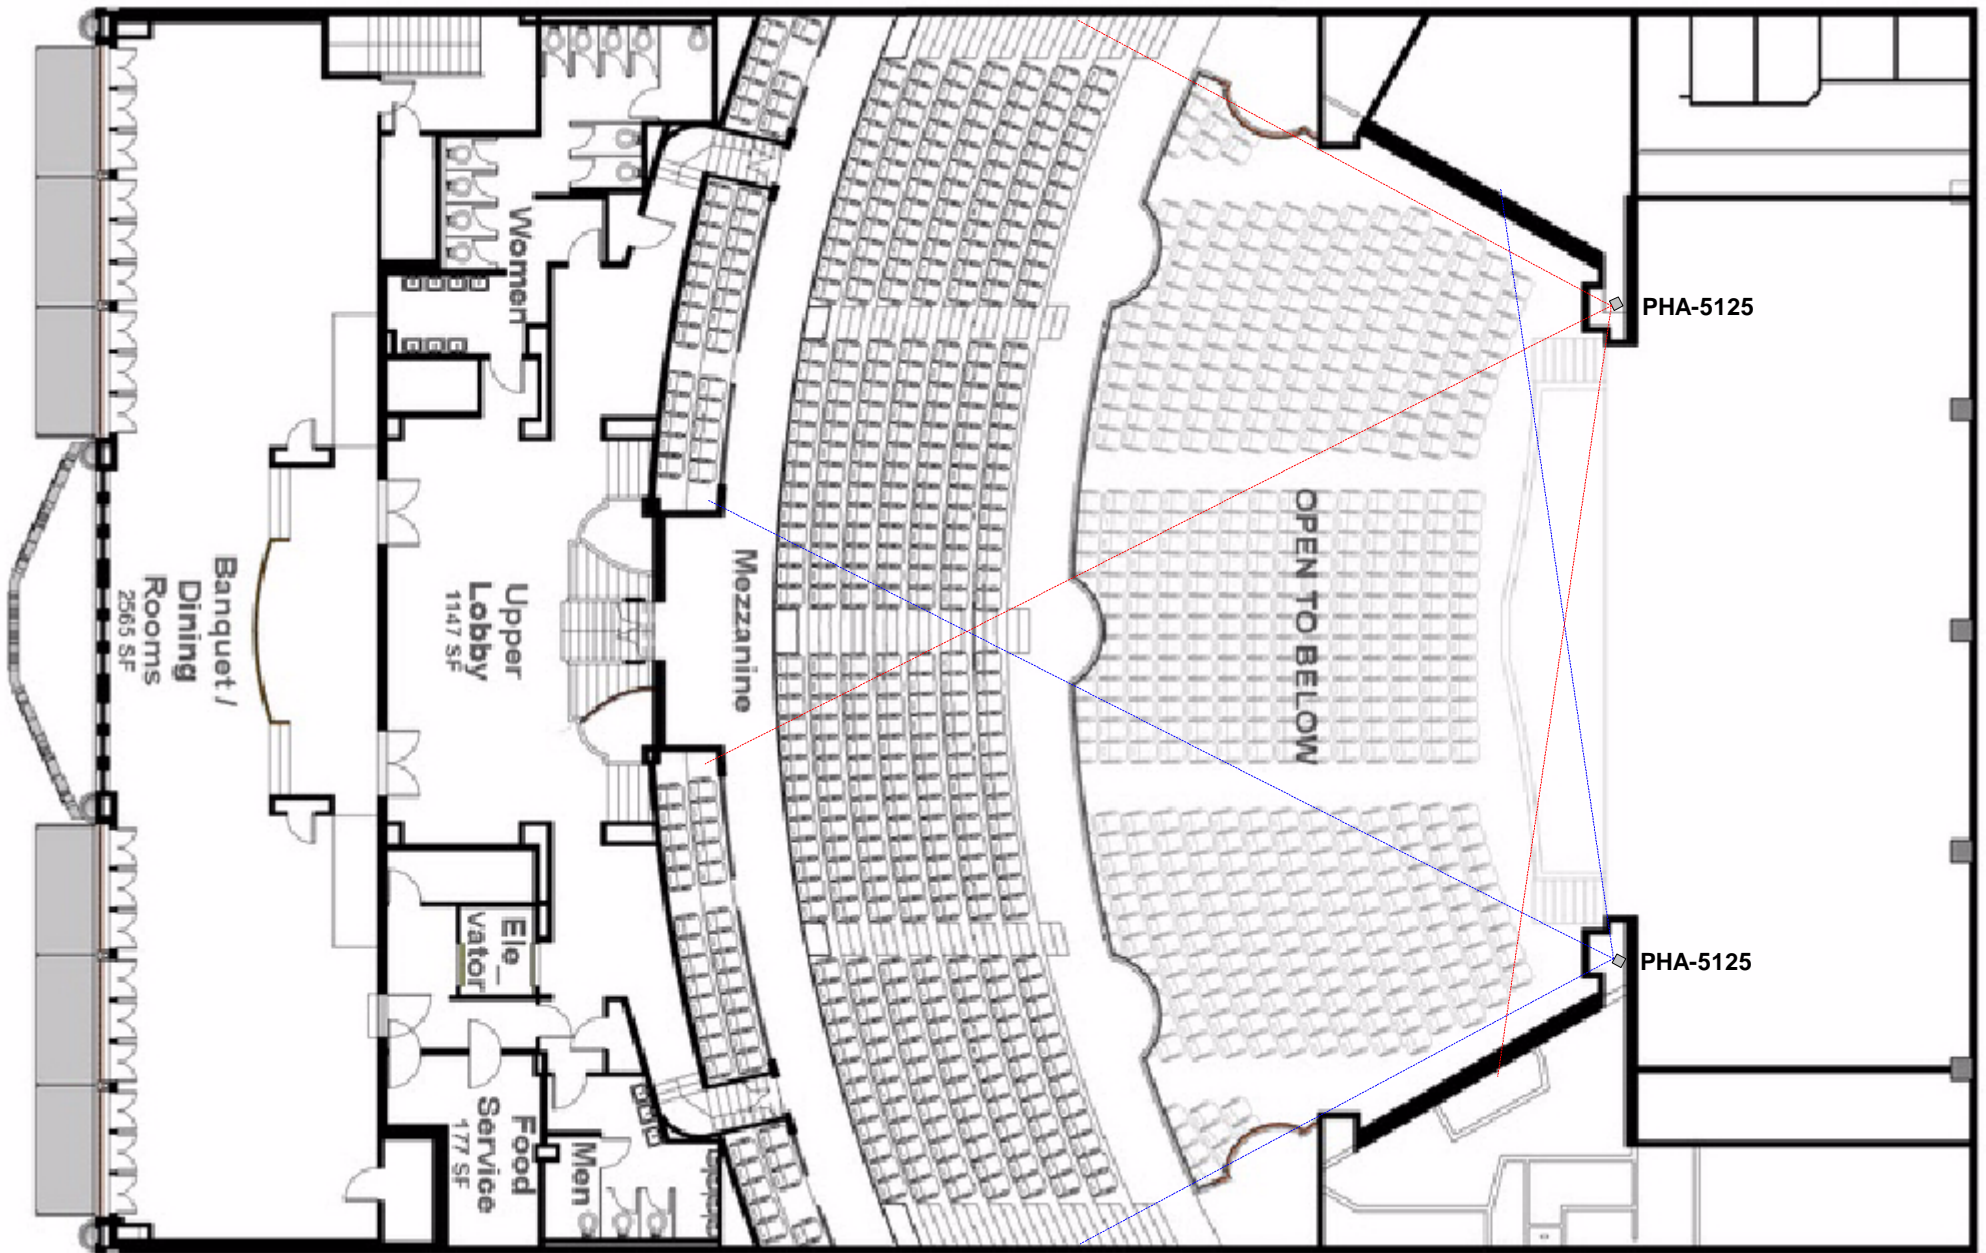 Women
PHA-5125
OPEN TO BELOW
Mezzanine
Upper
Lobby
1147 SF
Banquet /
Dining
Rooms
2565 SF
Ele_
vator
PHA-5125
Food
Service
177 SF
Men